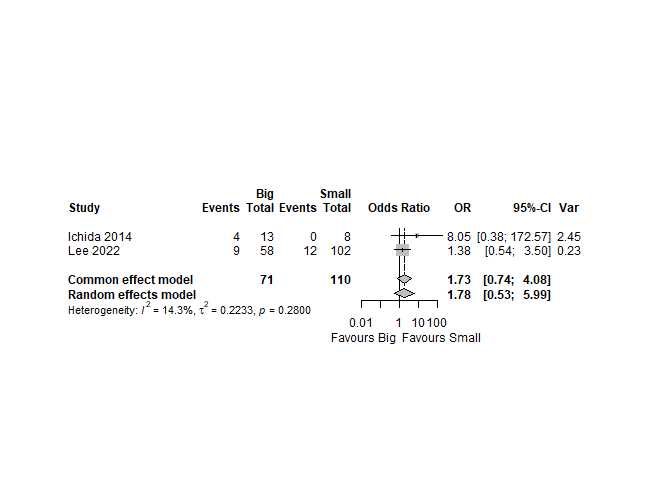 Big Small
Study Events Total Events Total Odds Ratio OR 95%-CI Var
Ichida 2014 4 13 0 8 8.05 [0.38; 172.57] 2.45
Lee 2022 9 58 12 102 1.38 [0.54; 3.50] 0.23
Common effect model 71 110 1.73 [0.74; 4.08]
Random effects model 1.78 [0.53; 5.99]
Heterogeneity: I² = 14.3%, τ² = 0.2233, p = 0.2800
0.01 1 10 100
Favours Big Favours Small